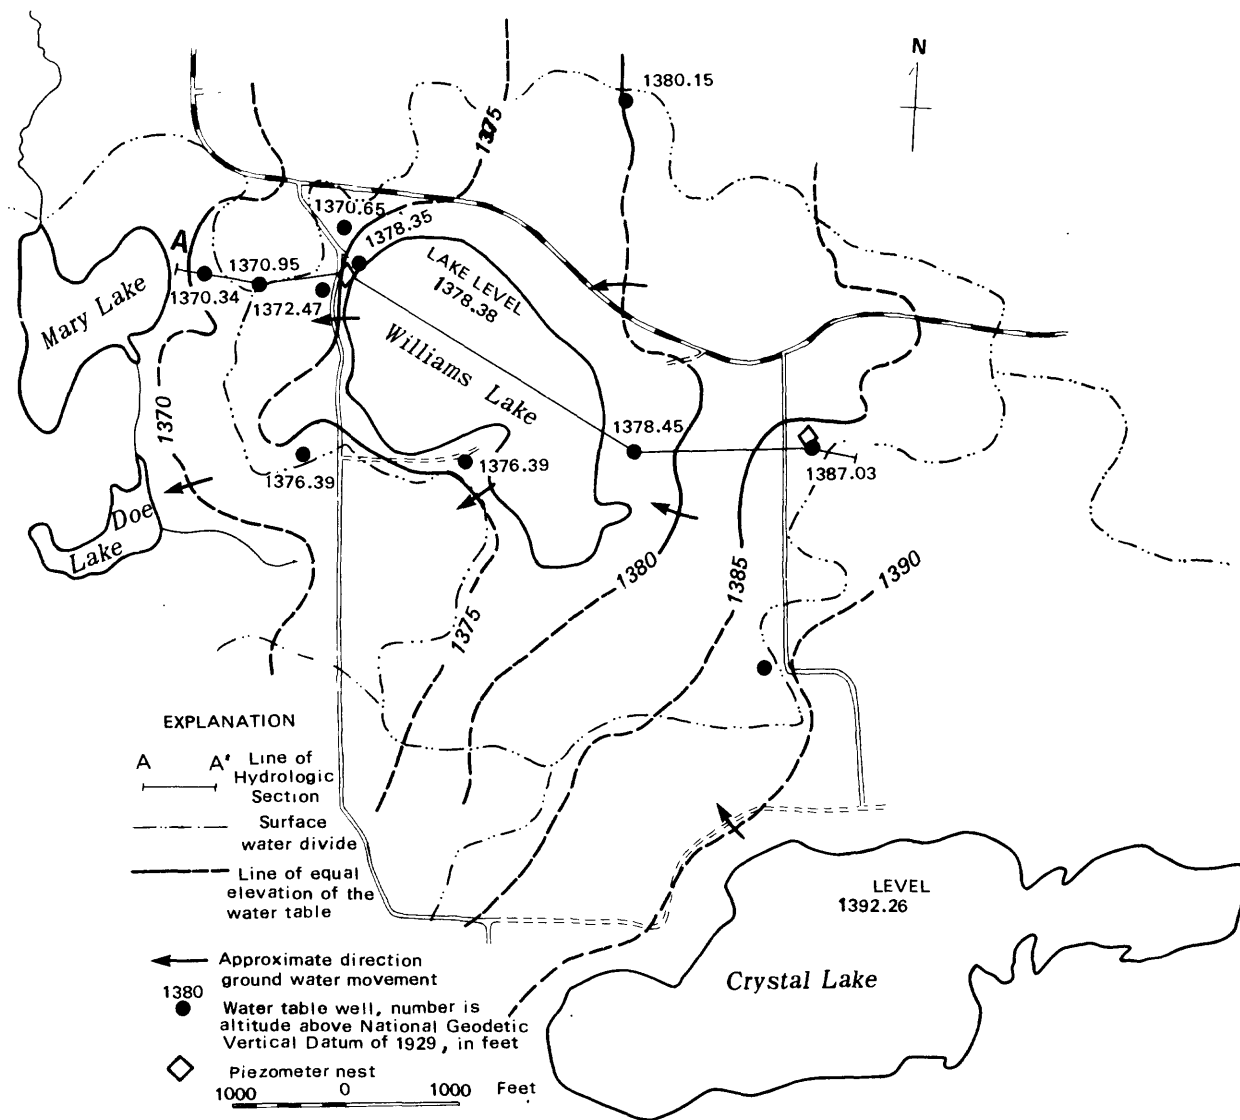 N
1380.15
1375
1370.65
1378.35
A
1370.95
LAKE LEVEL
1378.38
1370.34
1372.47
Mary Lake
Williams Lake
1370
1378.45
1376.39
1376.39
1387.03
Doe
Lake
1380
1385
1390
1375
EXPLANATION
A A' Line of
Hydrologic
Section
Surface
water divide
Line of equal
elevation of the
water table
LEVEL
1392.26
Approximate direction
ground water movement
Crystal Lake
1380
Water table well, number is
altitude above National Geodetic
Vertical Datum of 1929, in feet
Piezometer nest
1000 0 1000 Feet